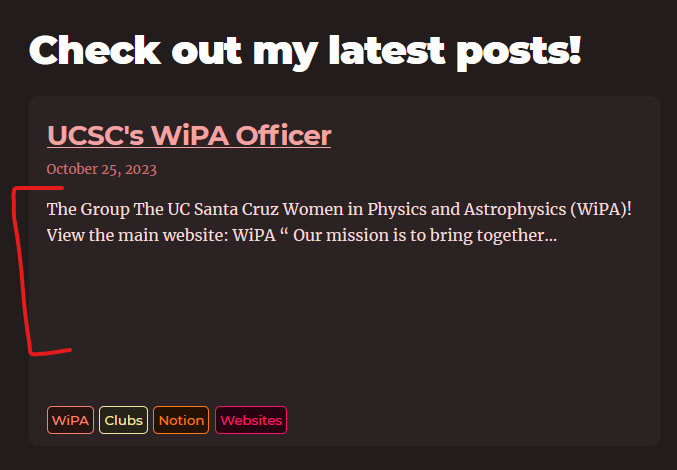 Check out my latest posts!
UCSC's WiPA Officer
October 25, 2023
The Group The UC Santa Cruz Women in Physics and Astrophysics (WiPA)!
View the main website: WiPA “ Our mission is to bring together...
WiPA Clubs Notion Websites